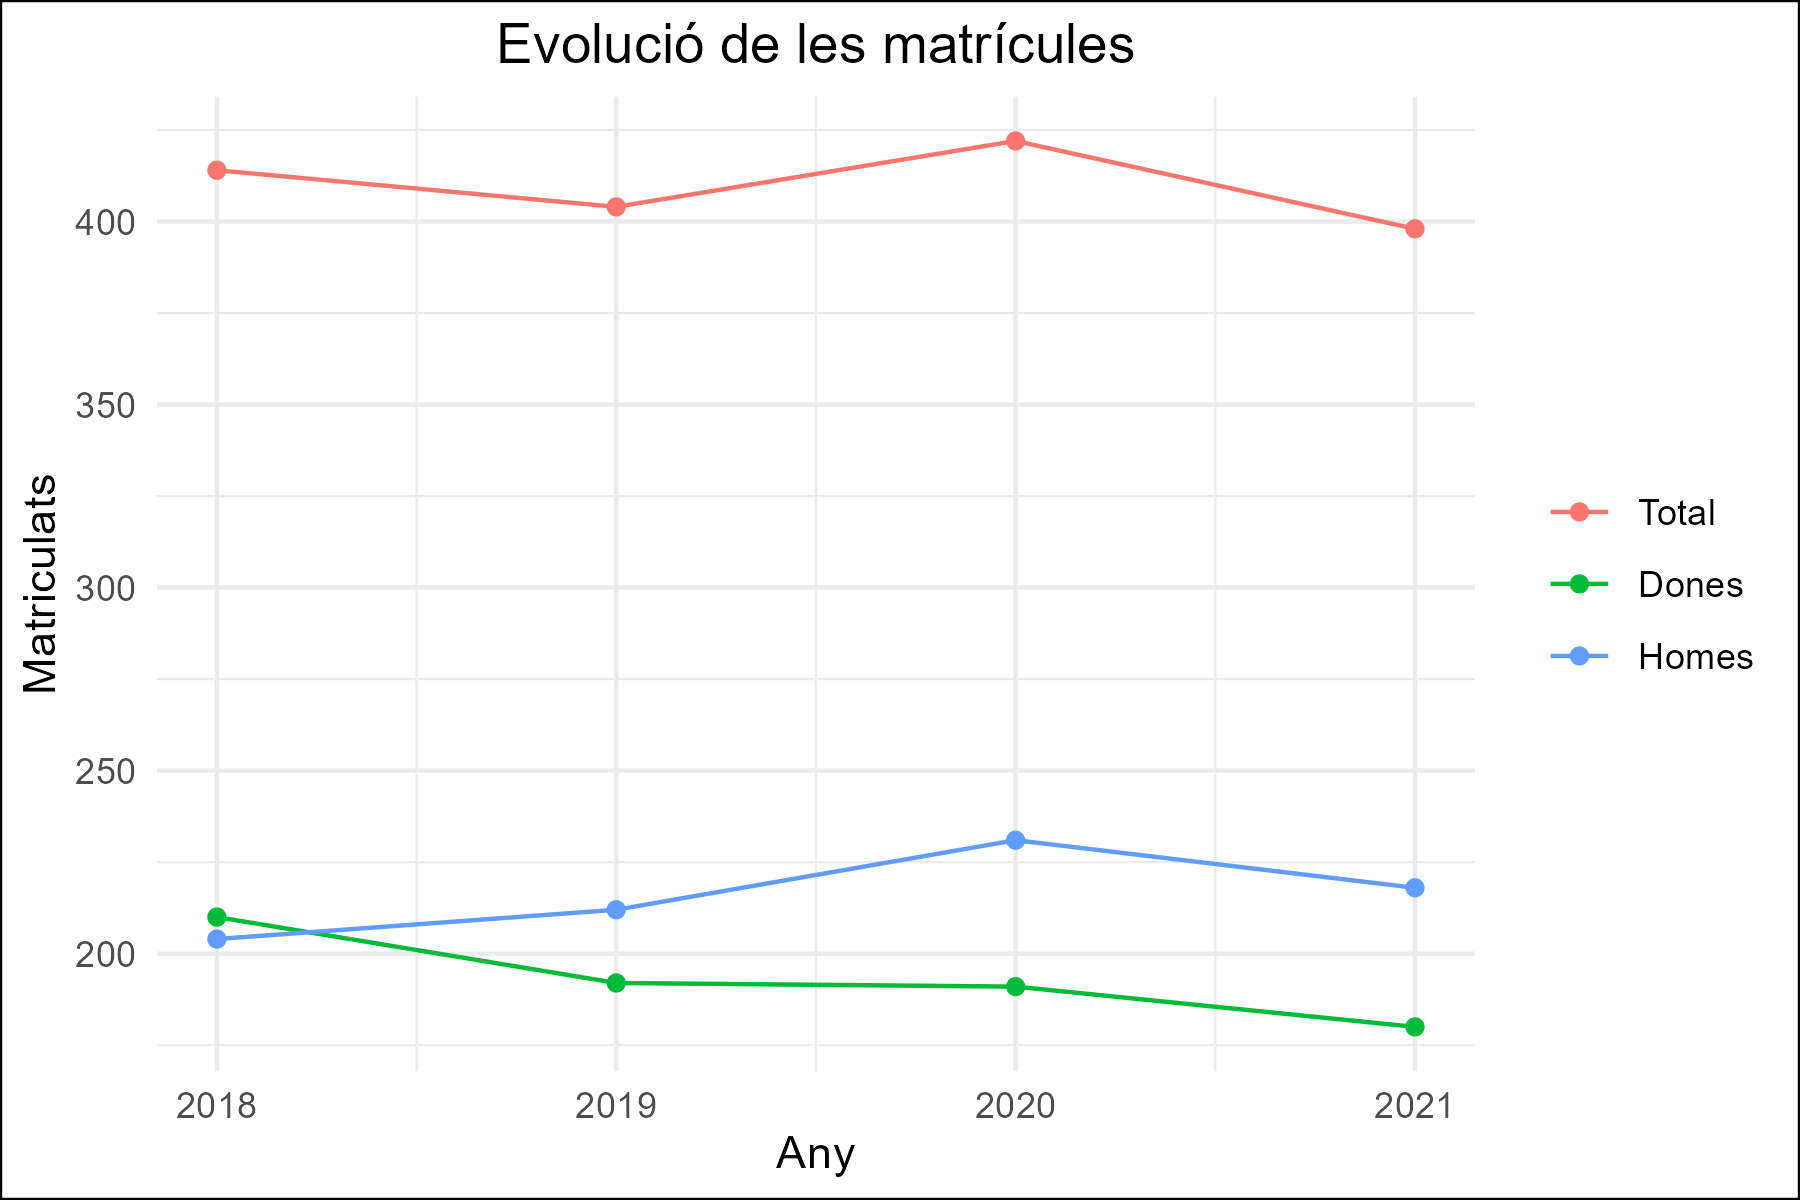 Evolució de les matrícules
Matriculats
400
350
300
250
200
2018
2019
2020
2021
Any
Total
Dones
Homes